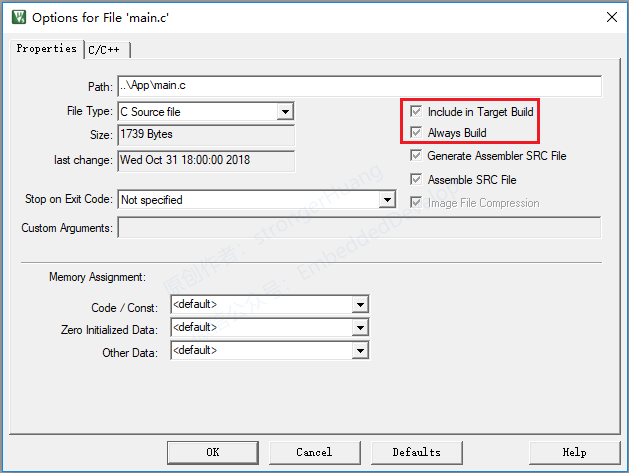 Options for File 'main.c'
Properties
C/C++
Path:
..\App\main.c
File Type:
C Source file
Include in Target Build
Size:
1739 Bytes
Always Build
last change:
Wed Oct 31 18:00:00 2018
Generate Assembler SRC File
Assemble SRC File
Stop on Exit Code:
Not specified
Image File Compression
Custom Arguments:
原创作者：strongerHuang
公众号：EmbeddedDevelop
Memory Assignment:
Code / Const:
<default>
Zero Initialized Data:
<default>
Other Data:
<default>
OK
Cancel
Defaults
Help